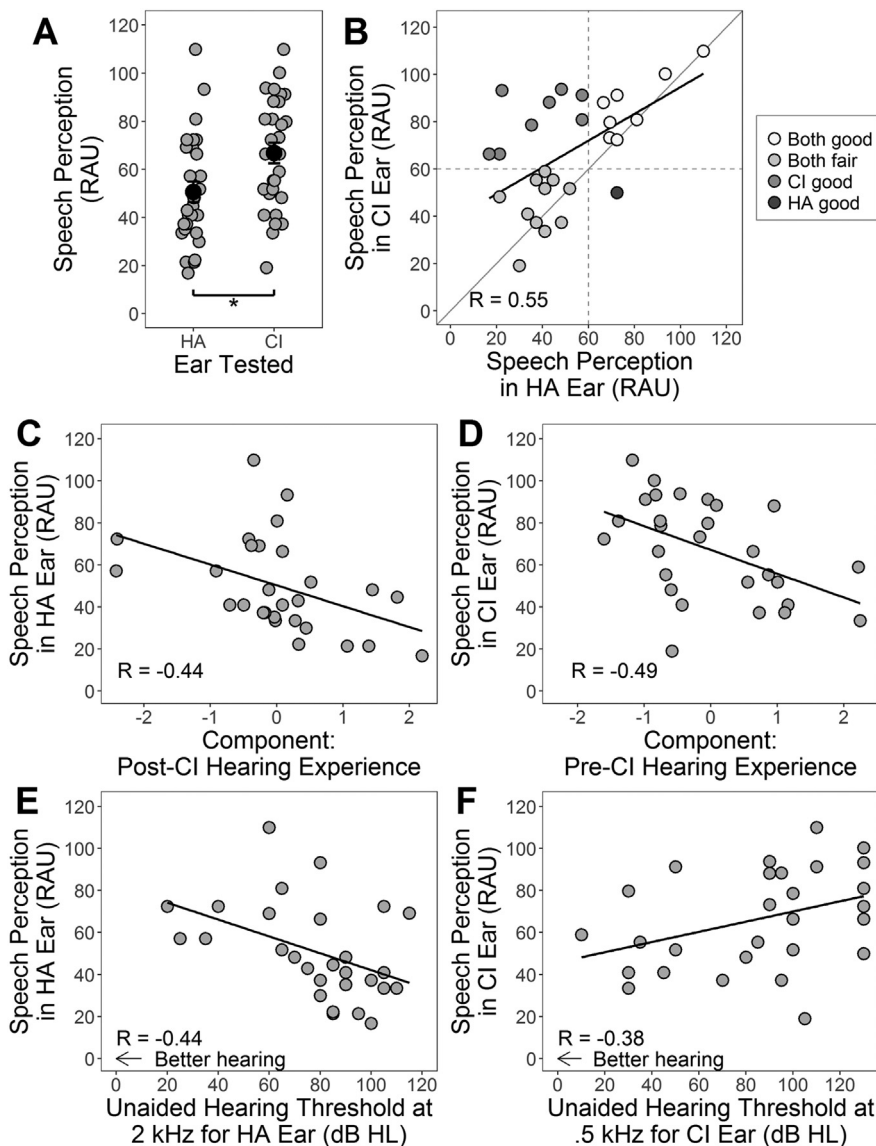 A
Speech Perception
(RAU)
120
100
80
60
40
20
0
*
HA
CI
Ear Tested
B
Speech Perception
in CI Ear (RAU)
120
100
80
60
40
20
0
R = 0.55
0
20
40
60
80
100
120
Speech Perception
in HA Ear (RAU)
Both good
Both fair
CI good
HA good
C
Speech Perception
in HA Ear (RAU)
120
100
80
60
40
20
0
R = -0.44
-2
-1
0
1
2
Component:
Post-CI Hearing Experience
D
Speech Perception
in CI Ear (RAU)
120
100
80
60
40
20
0
R = -0.49
-2
-1
0
1
2
Component:
Pre-CI Hearing Experience
E
Speech Perception
in HA Ear (RAU)
120
100
80
60
40
20
0
R = -0.44
← Better hearing
0
20
40
60
80
100
Unaided Hearing Threshold at
2 kHz for HA Ear (dB HL)
F
Speech Perception
in CI Ear (RAU)
120
100
80
60
40
20
0
R = -0.38
← Better hearing
0
20
40
60
80
100
120
Unaided Hearing Threshold at
.5 kHz for CI Ear (dB HL)